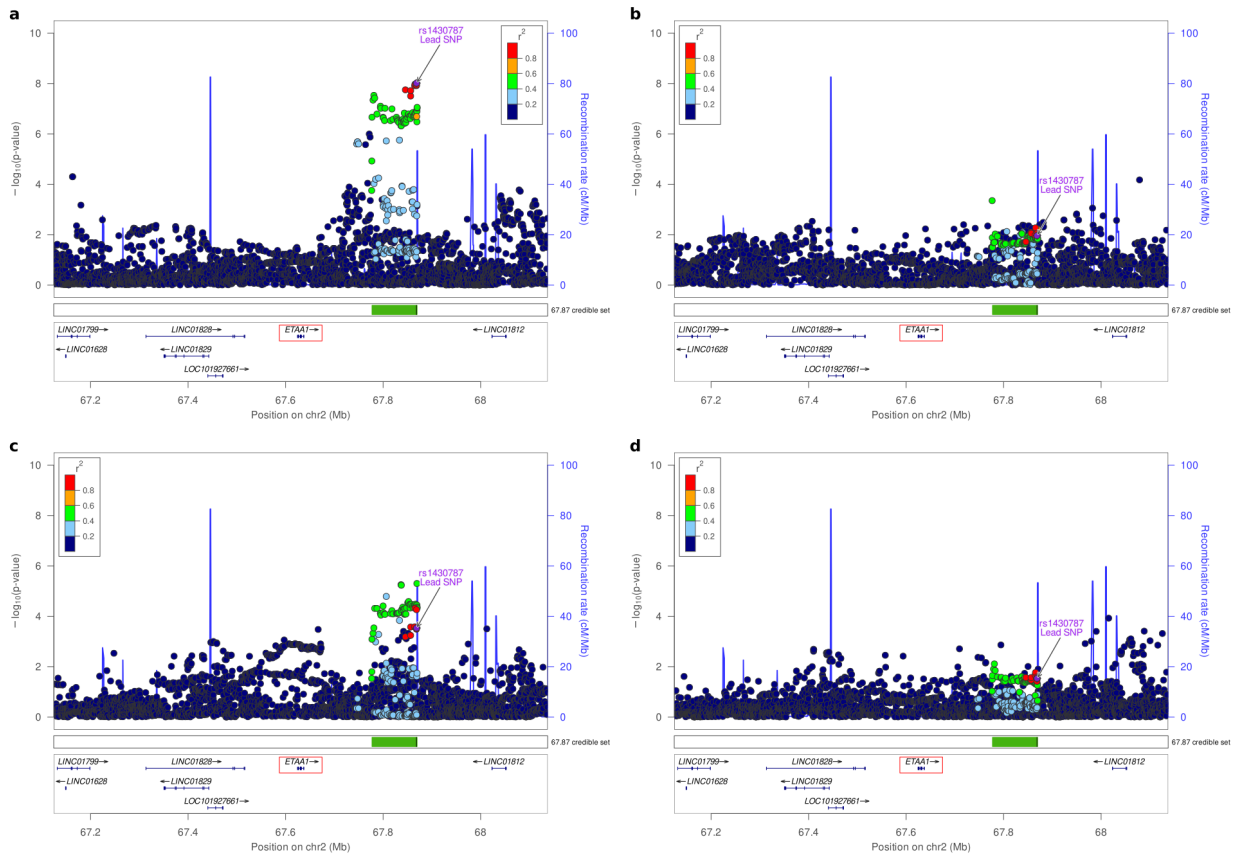 a
10
8
6
4
2
0
− log10(p-value)
rs1430787
Lead SNP
r2
0.8
0.6
0.4
0.2
100
80
60
40
20
0
Recombination rate (cM/Mb)
67.87 credible set
LINC01799→
LINC01828→
ETAA1→
←LINC01812
←LINC01628
←LINC01829
LOC101927661→
67.2
67.4
67.6
67.8
68
Position on chr2 (Mb)
b
10
8
6
4
2
0
− log10(p-value)
r2
0.8
0.6
0.4
0.2
rs1430787
Lead SNP
100
80
60
40
20
0
Recombination rate (cM/Mb)
67.87 credible set
LINC01799→
LINC01828→
ETAA1→
←LINC01812
←LINC01628
←LINC01829
LOC101927661→
67.2
67.4
67.6
67.8
68
Position on chr2 (Mb)
c
10
8
6
4
2
0
− log10(p-value)
r2
0.8
0.6
0.4
0.2
rs1430787
Lead SNP
100
80
60
40
20
0
Recombination rate (cM/Mb)
67.87 credible set
LINC01799→
LINC01828→
ETAA1→
←LINC01812
←LINC01628
←LINC01829
LOC101927661→
67.2
67.4
67.6
67.8
68
Position on chr2 (Mb)
d
10
8
6
4
2
0
− log10(p-value)
r2
0.8
0.6
0.4
0.2
rs1430787
Lead SNP
100
80
60
40
20
0
Recombination rate (cM/Mb)
67.87 credible set
LINC01799→
LINC01828→
ETAA1→
←LINC01812
←LINC01628
←LINC01829
LOC101927661→
67.2
67.4
67.6
67.8
68
Position on chr2 (Mb)